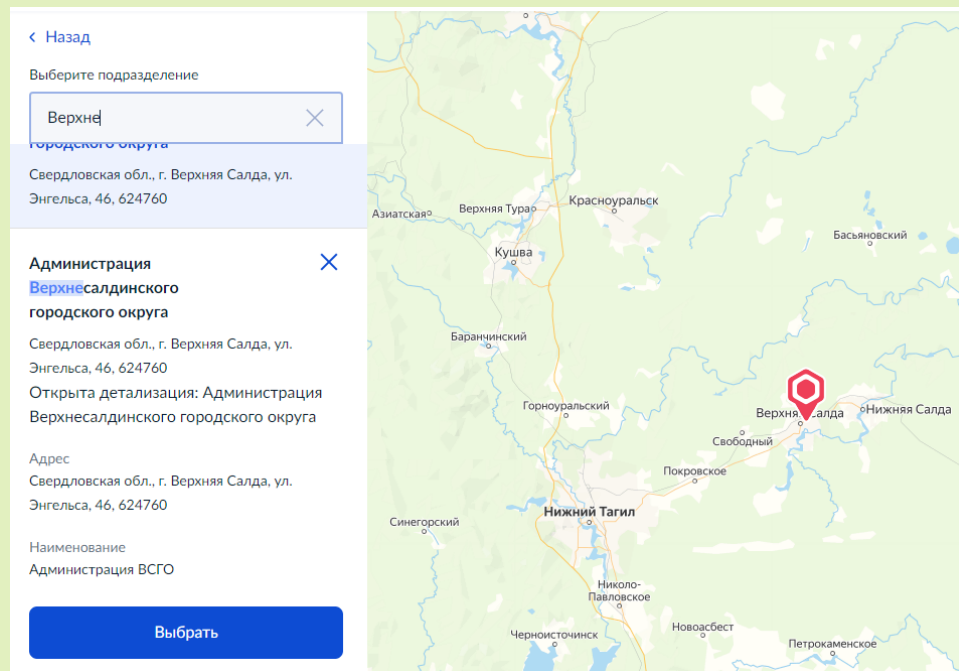 Назад
Выберите подразделение
Верхне
городского округа
Свердловская обл., г. Верхняя Салда, ул.
Энгельса, 46, 624760
Администрация
Верхнесалдинского
городского округа
Свердловская обл., г. Верхняя Салда, ул.
Энгельса, 46, 624760
Открыта детализация: Администрация
Верхнесалдинского городского округа
Адрес
Свердловская обл., г. Верхняя Салда, ул.
Энгельса, 46, 624760
Наименование
Администрация ВСГО
Выбрать
Азиатская
Верхняя Тура
Красноуральск
Басьяновский
Кушва
Баранчинский
Горноуральский
Верхняя Салда
Нижняя Салда
Свободный
Покровское
Нижний Тагил
Синегорский
Николо-
Павловское
Новоасбест
Черноисточинск
Петрокаменское